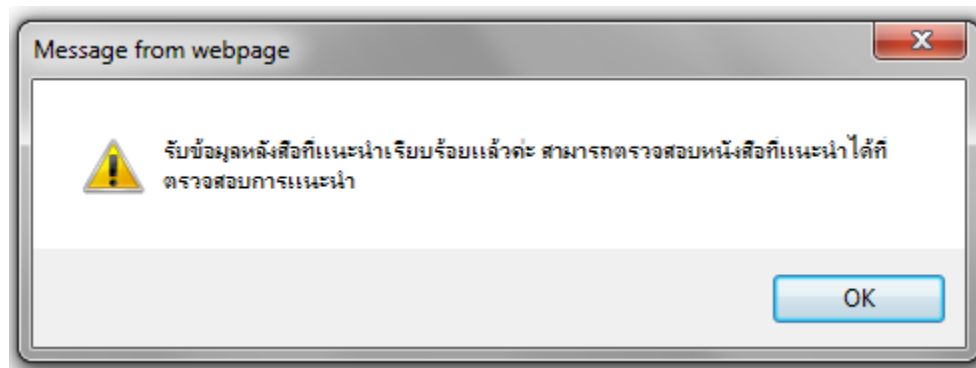 Message from webpage
รับข้อมูลหลังสือที่แนะนำเรียบร้อยแล้วค่ะ สามารถตรวจสอบหนังสือที่แนะนำได้ที่
ตรวจสอบการแนะนำ
OK